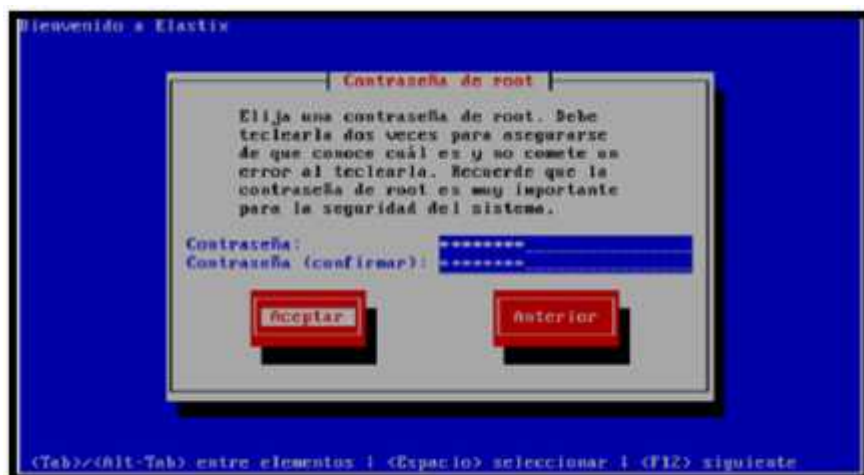 Bienvenido a Elastix
Contraseña de root
Elija una contraseña de root. Debe
teclearla dos veces para asegurarse
de que conoce cuál es y no comete un
error al teclearla. Recuerde que la
contraseña de root es muy importante
para la seguridad del sistema.
Contraseña: ********
Contraseña (confirmar): ********
Aceptar Anterior
<Tab>/<Alt-Tab> entre elementos | <Espacio> seleccionar | <F12> siguiente